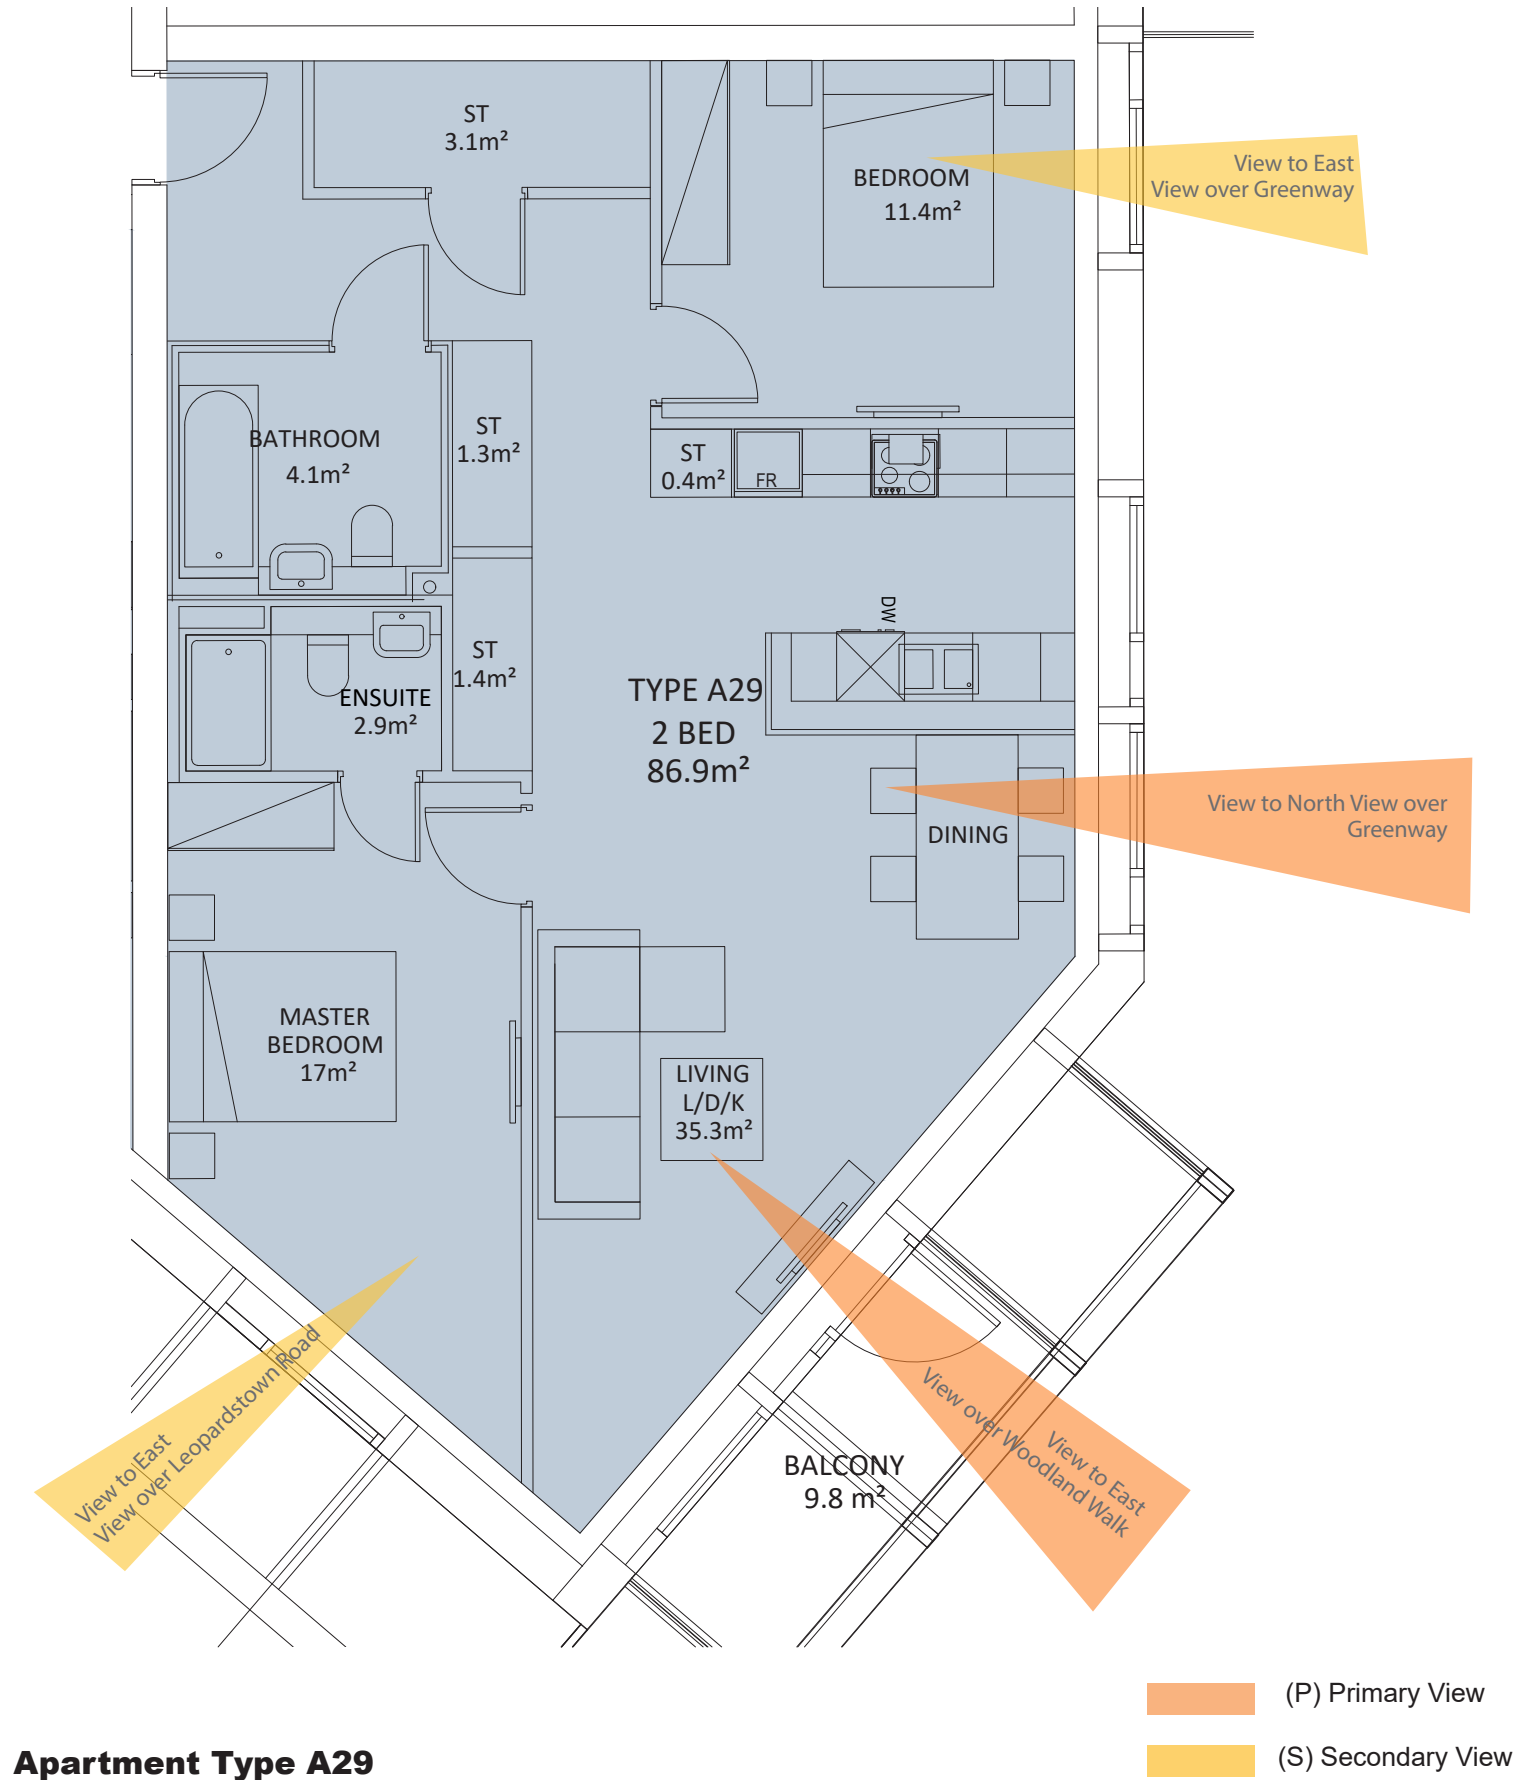 ST
3.1m²
BEDROOM
11.4m²
View to East
View over Greenway
BATHROOM
4.1m²
ST
1.3m²
ST
0.4m²
FR
DW
ST
1.4m²
ENSUITE
2.9m²
TYPE A29
2 BED
86.9m²
View to North View over
Greenway
DINING
MASTER
BEDROOM
17m²
LIVING
L/D/K
35.3m²
View to East
View over Leopardstown Road
View to East
View over Woodland Walk
BALCONY
9.8 m²
(P) Primary View
(S) Secondary View
Apartment Type A29